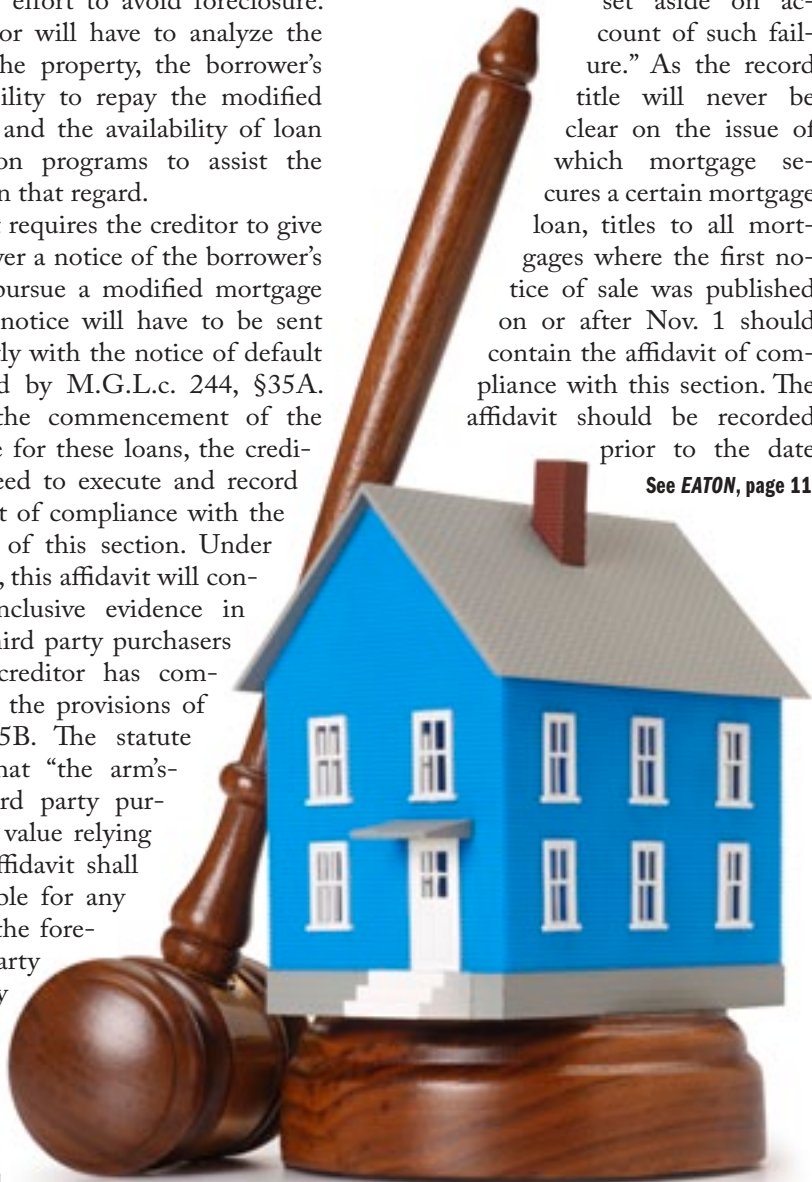 effort to avoid foreclosure.
or will have to analyze the
he property, the borrower's
ility to repay the modified
and the availability of loan
on programs to assist the
n that regard.
requires the creditor to give
ver a notice of the borrower's
pursue a modified mortgage
notice will have to be sent
ly with the notice of default
d by M.G.L.c. 244, §35A.
the commencement of the
e for these loans, the credi-
eed to execute and record
t of compliance with the
of this section. Under
, this affidavit will con-
nclusive evidence in
hird party purchasers
creditor has com-
the provisions of
5B. The statute
hat “the arm's-
rd party pur-
value relying
ffidavit shall
ble for any
the fore-
arty
y
set aside on ac-
count of such fail-
ure.” As the record
title will never be
clear on the issue of
which mortgage se-
cures a certain mortgage
loan, titles to all mort-
gages where the first no-
tice of sale was published
on or after Nov. 1 should
contain the affidavit of com-
pliance with this section. The
affidavit should be recorded
prior to the date
See EATON, page 11